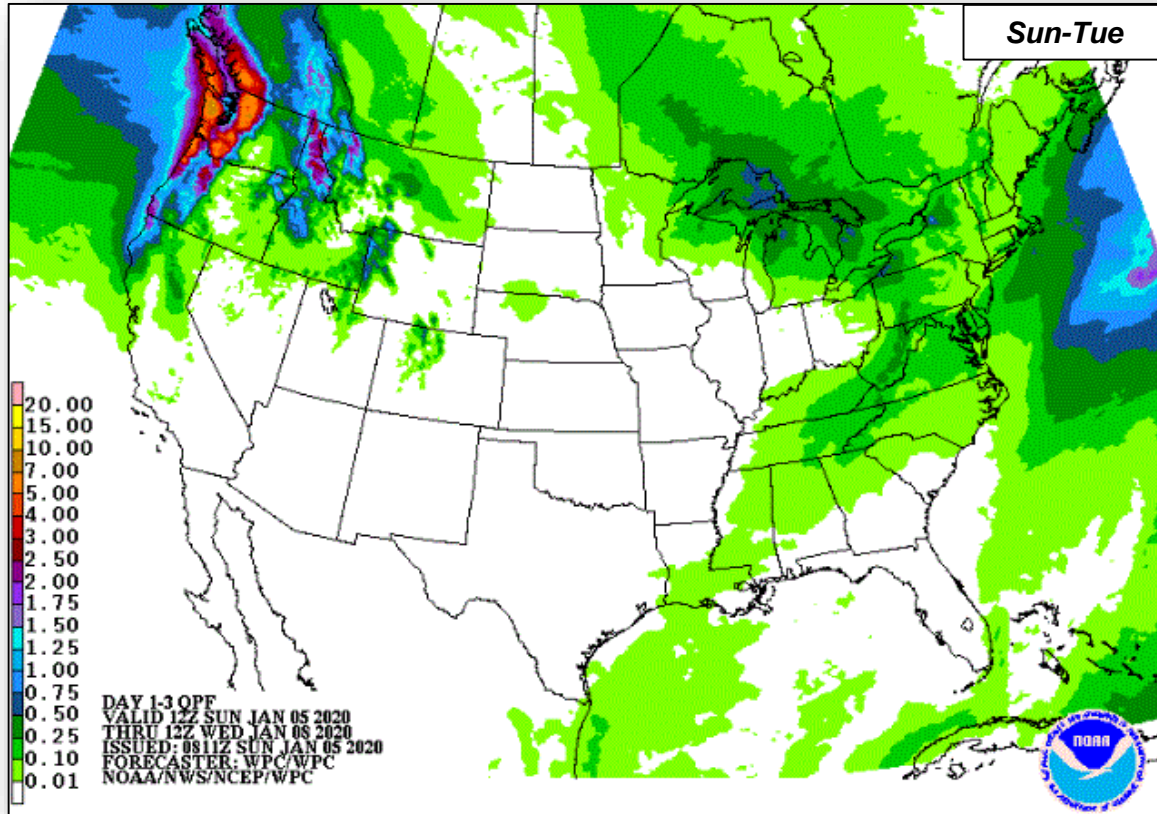 Sun-Tue
20.00
15.00
10.00
7.00
5.00
4.00
3.00
2.50
2.00
1.75
1.50
1.25
1.00
0.75
0.50
0.25
0.10
0.01
DAY 1-3 QPF
VALID 12Z SUN JAN 05 2020
THRU 12Z WED JAN 08 2020
ISSUED: 0811Z SUN JAN 05 2020
FORECASTER: WPC/WPC
NOAA/NWS/NCEP/WPC
NOAA